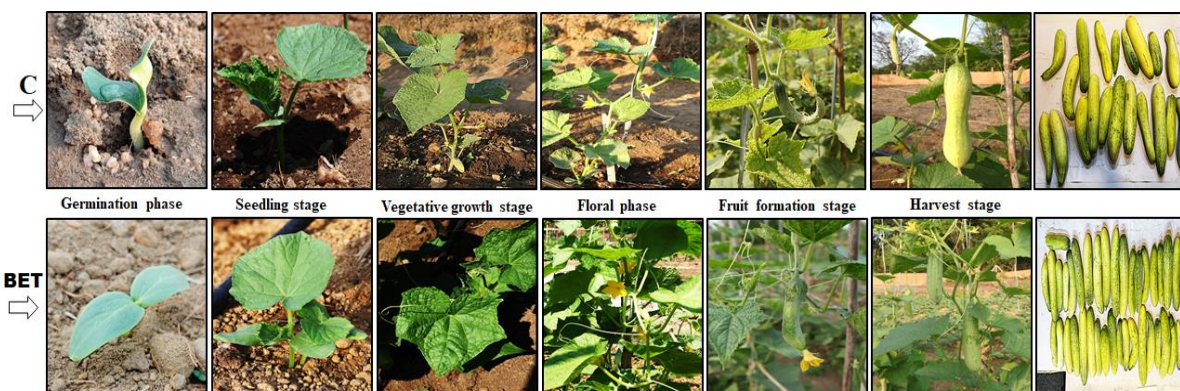 C
Germination phase
Seedling stage
Vegetative growth stage
Floral phase
Fruit formation stage
Harvest stage
BET